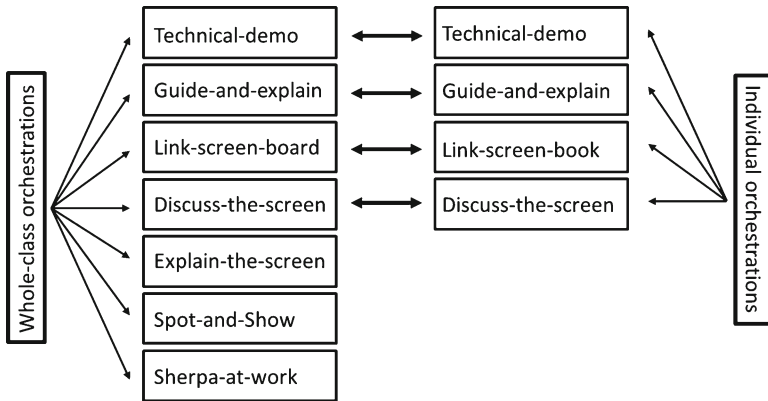 Whole-class orchestrations
Technical-demo
Guide-and-explain
Link-screen-board
Discuss-the-screen
Explain-the-screen
Spot-and-Show
Sherpa-at-work
Technical-demo
Guide-and-explain
Link-screen-book
Discuss-the-screen
Individual orchestrations